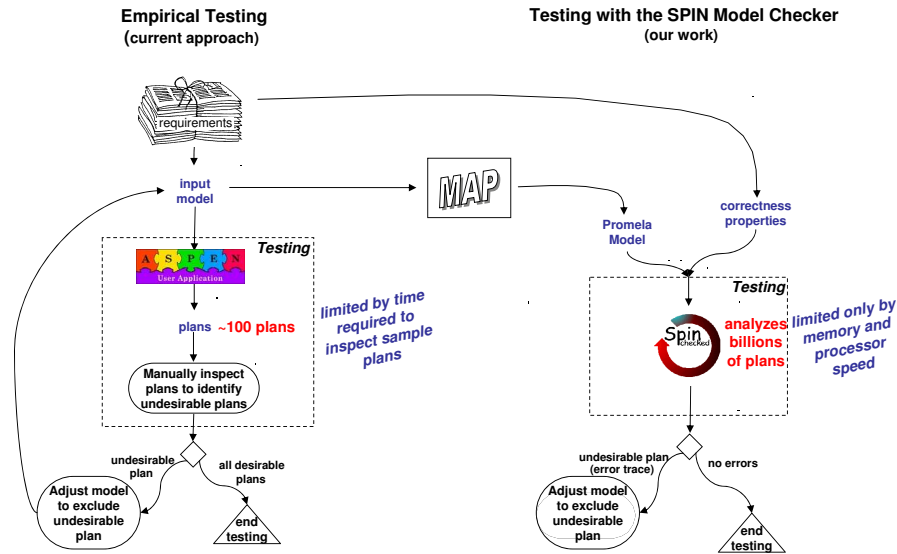 Empirical Testing
(current approach)
Testing with the SPIN Model Checker
(our work)
requirements
input
model
MAP
Promela
Model
correctness
properties
Testing
A S P E N
User Application
plans ~100 plans
limited by time
required to
inspect sample
plans
Manually inspect
plans to identify
undesirable plans
undesirable
plan
all desirable
plans
Adjust model
to exclude
undesirable
plan
end
testing
Testing
Spin
checked
analyzes
billions
of plans
limited only by
memory and
processor
speed
undesirable plan
(error trace)
no errors
Adjust model
to exclude
undesirable
plan
end
testing